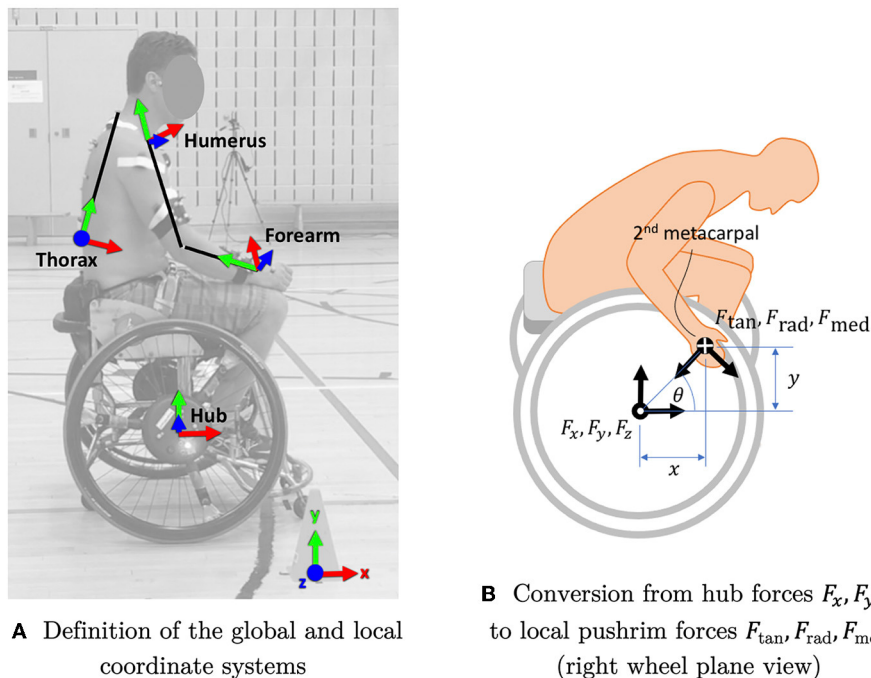 Humerus
Forearm
Thorax
Hub
y
z
x
A Definition of the global and local
coordinate systems
2nd metacarpal
Ftan, Frad, Fmed
y
θ
Fx, Fy, Fz
x
B Conversion from hub forces Fx, Fy
to local pushrim forces Ftan, Frad, Fm
(right wheel plane view)